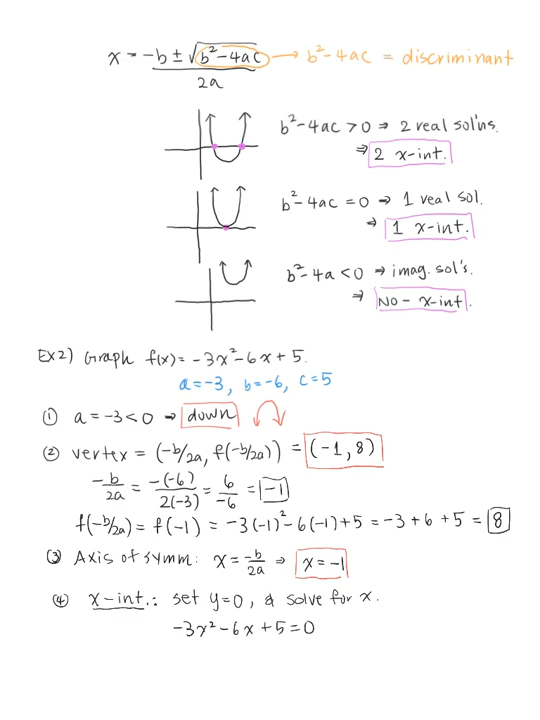 x = -b ± √(b² - 4ac) / 2a → b² - 4ac = discriminant
b² - 4ac > 0 ⇒ 2 real sol'ns.
⇒ 2 x-int.
b² - 4ac = 0 → 1 real sol.
⇒ 1 x-int.
b² - 4a < 0 → imag. sol's.
⇒ No - x-int.
Ex2) Graph f(x) = -3x² - 6x + 5.
a = -3, b = -6, c = 5
① a = -3 < 0 → down
② vertex = (-b/2a, f(-b/2a)) = (-1, 8)
-b/2a = -(-6)/2(-3) = 6/-6 = -1
f(-b/2a) = f(-1) = -3(-1)² - 6(-1) + 5 = -3 + 6 + 5 = 8
③ Axis of symm: x = -b/2a ⇒ x = -1
④ x-int.: set y = 0, & solve for x.
-3x² - 6x + 5 = 0